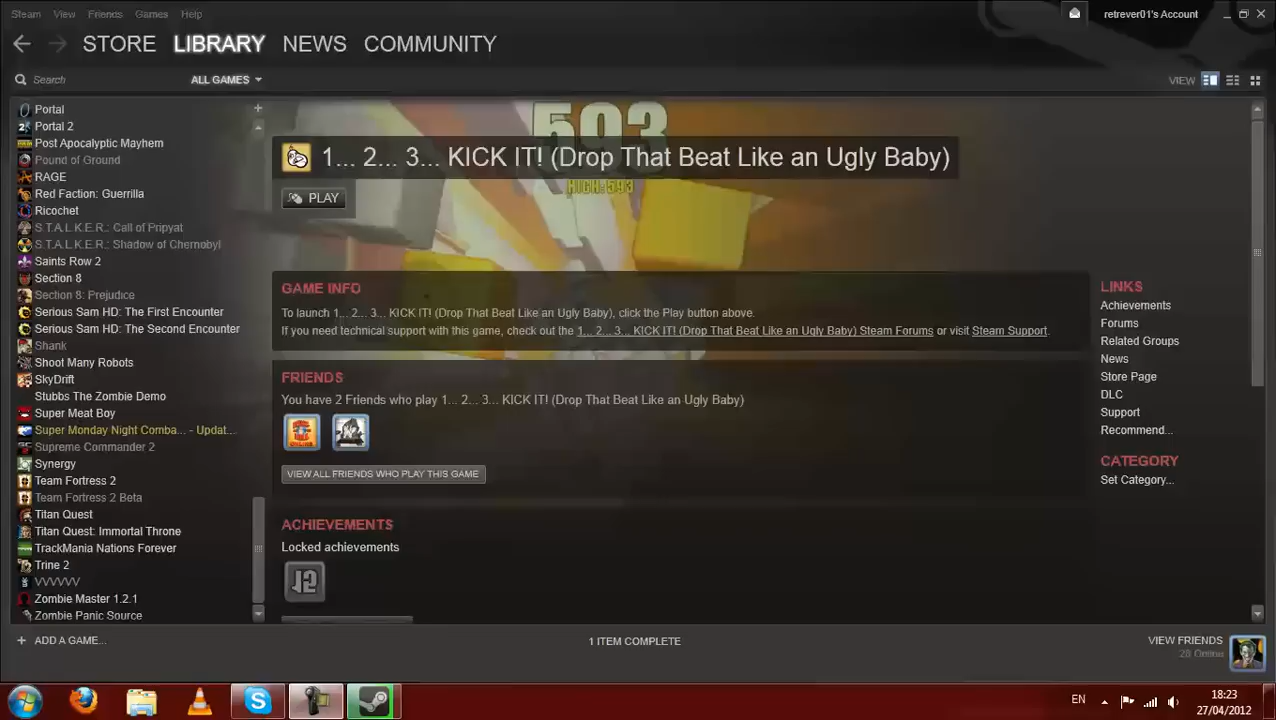 Steam View Friends Games Help
retrever01's Account
STORE LIBRARY NEWS COMMUNITY
Search
ALL GAMES
VIEW
Portal
Portal 2
Post Apocalyptic Mayhem
Pound of Ground
RAGE
Red Faction: Guerrilla
Ricochet
S.T.A.L.K.E.R.: Call of Pripyat
S.T.A.L.K.E.R.: Shadow of Chernobyl
Saints Row 2
Section 8
Section 8: Prejudice
Serious Sam HD: The First Encounter
Serious Sam HD: The Second Encounter
Shank
Shoot Many Robots
SkyDrift
Stubbs The Zombie Demo
Super Meat Boy
Super Monday Night Comba... - Updat...
Supreme Commander 2
Synergy
Team Fortress 2
Team Fortress 2 Beta
Titan Quest
Titan Quest: Immortal Throne
TrackMania Nations Forever
Trine 2
VVVVVV
Zombie Master 1.2.1
Zombie Panic Source
593
1... 2... 3... KICK IT! (Drop That Beat Like an Ugly Baby)
HIGH:593
PLAY
GAME INFO
To launch 1... 2... 3... KICK IT! (Drop That Beat Like an Ugly Baby), click the Play button above.
If you need technical support with this game, check out the 1... 2... 3... KICK IT! (Drop That Beat Like an Ugly Baby) Steam Forums or visit Steam Support.
FRIENDS
You have 2 Friends who play 1... 2... 3... KICK IT! (Drop That Beat Like an Ugly Baby)
VIEW ALL FRIENDS WHO PLAY THIS GAME
ACHIEVEMENTS
Locked achievements
LINKS
Achievements
Forums
Related Groups
News
Store Page
DLC
Support
Recommend...
CATEGORY
Set Category...
+ ADD A GAME...
1 ITEM COMPLETE
VIEW FRIENDS
28 Online
EN
18:23
27/04/2012